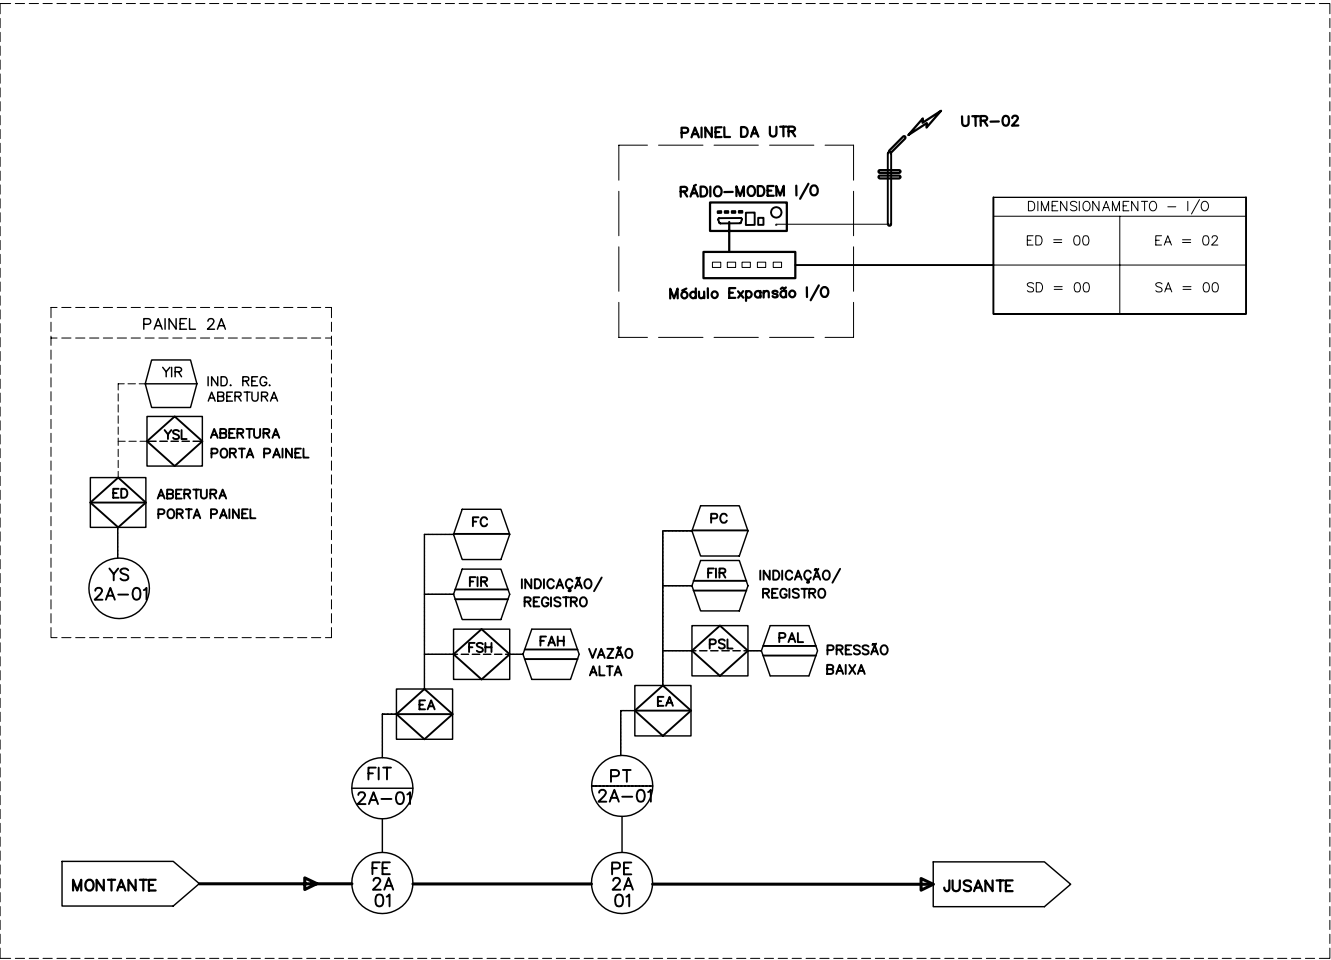 UTR-02
PAINEL DA UTR
RÁDIO-MODEM I/O
Módulo Expansão I/O
DIMENSIONAMENTO - I/O
ED = 00
EA = 02
SD = 00
SA = 00
PAINEL 2A
YIR
IND. REG.
ABERTURA
YSL
ABERTURA
PORTA PAINEL
ED
ABERTURA
PORTA PAINEL
YS
2A-01
FC
FIR
INDICAÇÃO/
REGISTRO
FSH
FAH
VAZÃO
ALTA
EA
FIT
2A-01
FE
2A
01
PC
FIR
INDICAÇÃO/
REGISTRO
PSL
PAL
PRESSÃO
BAIXA
EA
PT
2A-01
PE
2A
01
MONTANTE
JUSANTE